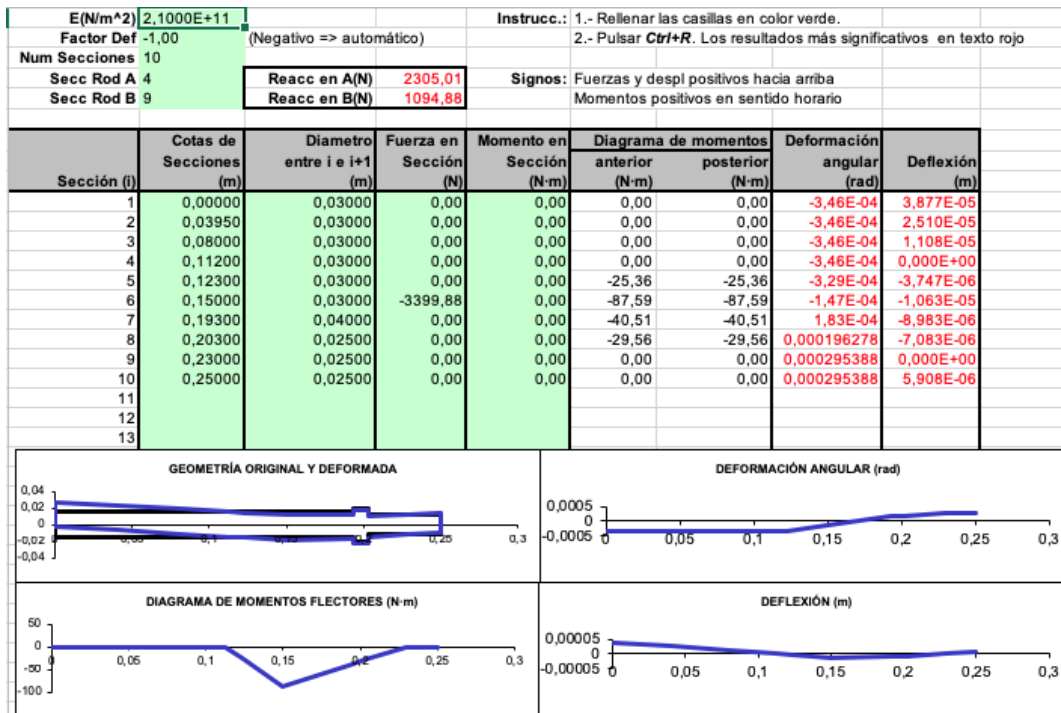 E(N/m^2) 2,1000E+11 Instrucc.: 1.- Rellenar las casillas en color verde.
Factor Def -1,00 (Negativo => automático) 2.- Pulsar Ctrl+R. Los resultados más significativos en texto rojo
Num Secciones 10
Secc Rod A 4 Reacc en A(N) 2305,01 Signos: Fuerzas y despl positivos hacia arriba
Secc Rod B 9 Reacc en B(N) 1094,88 Momentos positivos en sentido horario
Cotas de Diametro Fuerza en Momento en Diagrama de momentos Deformación
Secciones entre i e i+1 Sección Sección anterior posterior angular Deflexión
Sección (i) (m) (m) (N) (N·m) (N·m) (N·m) (rad) (m)
1 0,00000 0,03000 0,00 0,00 0,00 0,00 -3,46E-04 3,877E-05
2 0,03950 0,03000 0,00 0,00 0,00 0,00 -3,46E-04 2,510E-05
3 0,08000 0,03000 0,00 0,00 0,00 0,00 -3,46E-04 1,108E-05
4 0,11200 0,03000 0,00 0,00 0,00 0,00 -3,46E-04 0,000E+00
5 0,12300 0,03000 0,00 0,00 -25,36 -25,36 -3,29E-04 -3,747E-06
6 0,15000 0,03000 -3399,88 0,00 -87,59 -87,59 -1,47E-04 -1,063E-05
7 0,19300 0,04000 0,00 0,00 -40,51 -40,51 1,83E-04 -8,983E-06
8 0,20300 0,02500 0,00 0,00 -29,56 -29,56 0,000196278 -7,083E-06
9 0,23000 0,02500 0,00 0,00 0,00 0,00 0,000295388 0,000E+00
10 0,25000 0,02500 0,00 0,00 0,00 0,00 0,000295388 5,908E-06
11
12
13
GEOMETRÍA ORIGINAL Y DEFORMADA
0,04
0,02
0
-0,02
-0,04
0 0,05 0,1 0,15 0,2 0,25 0,3
DEFORMACIÓN ANGULAR (rad)
0,0005
0
-0,0005
0 0,05 0,1 0,15 0,2 0,25 0,3
DIAGRAMA DE MOMENTOS FLECTORES (N·m)
50
0
-50
-100
0 0,05 0,1 0,15 0,2 0,25 0,3
DEFLEXIÓN (m)
0,00005
0
-0,00005
0 0,05 0,1 0,15 0,2 0,25 0,3